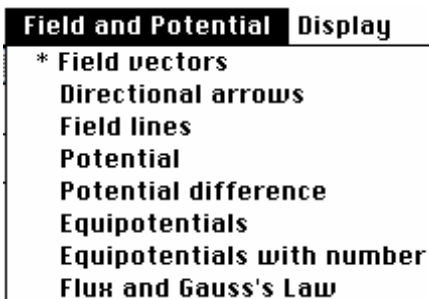 Field and Potential Display
* Field vectors
Directional arrows
Field lines
Potential
Potential difference
Equipotentials
Equipotentials with number
Flux and Gauss's Law